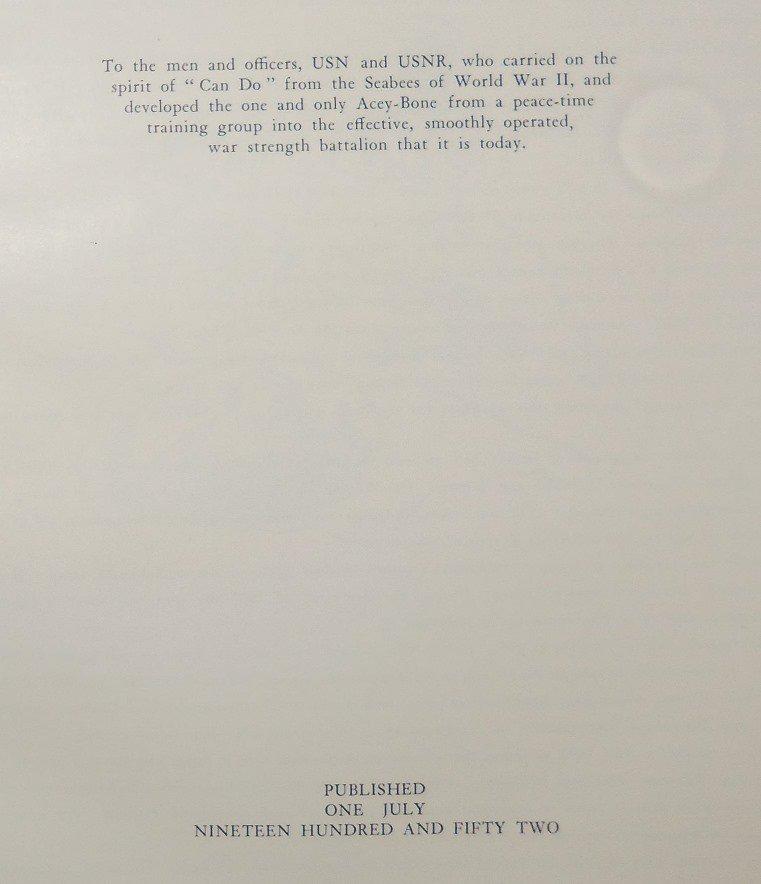 To the men and officers, USN and USNR, who carried on the
spirit of “ Can Do ” from the Seabees of World War II, and
developed the one and only Acey-Bone from a peace-time
training group into the effective, smoothly operated,
war strength battalion that it is today.
PUBLISHED
ONE JULY
NINETEEN HUNDRED AND FIFTY TWO